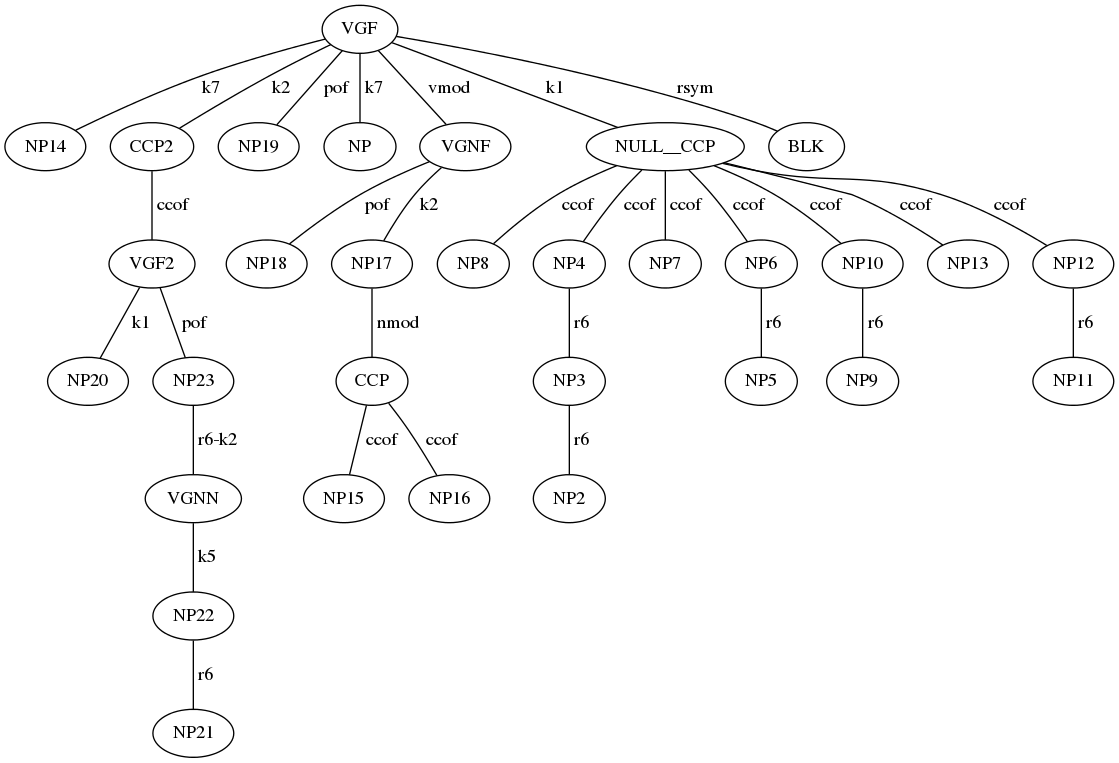 VGF
k7 k2 pof k7 vmod k1 rsym
NP14 CCP2 NP19 NP VGNF NULL__CCP BLK
ccof pof k2 ccof ccof ccof ccof ccof ccof ccof
VGF2 NP18 NP17 NP8 NP4 NP7 NP6 NP10 NP13 NP12
k1 pof nmod r6 r6 r6 r6
NP20 NP23 CCP NP3 NP5 NP9 NP11
r6-k2 ccof ccof r6
VGNN NP15 NP16 NP2
k5
NP22
r6
NP21